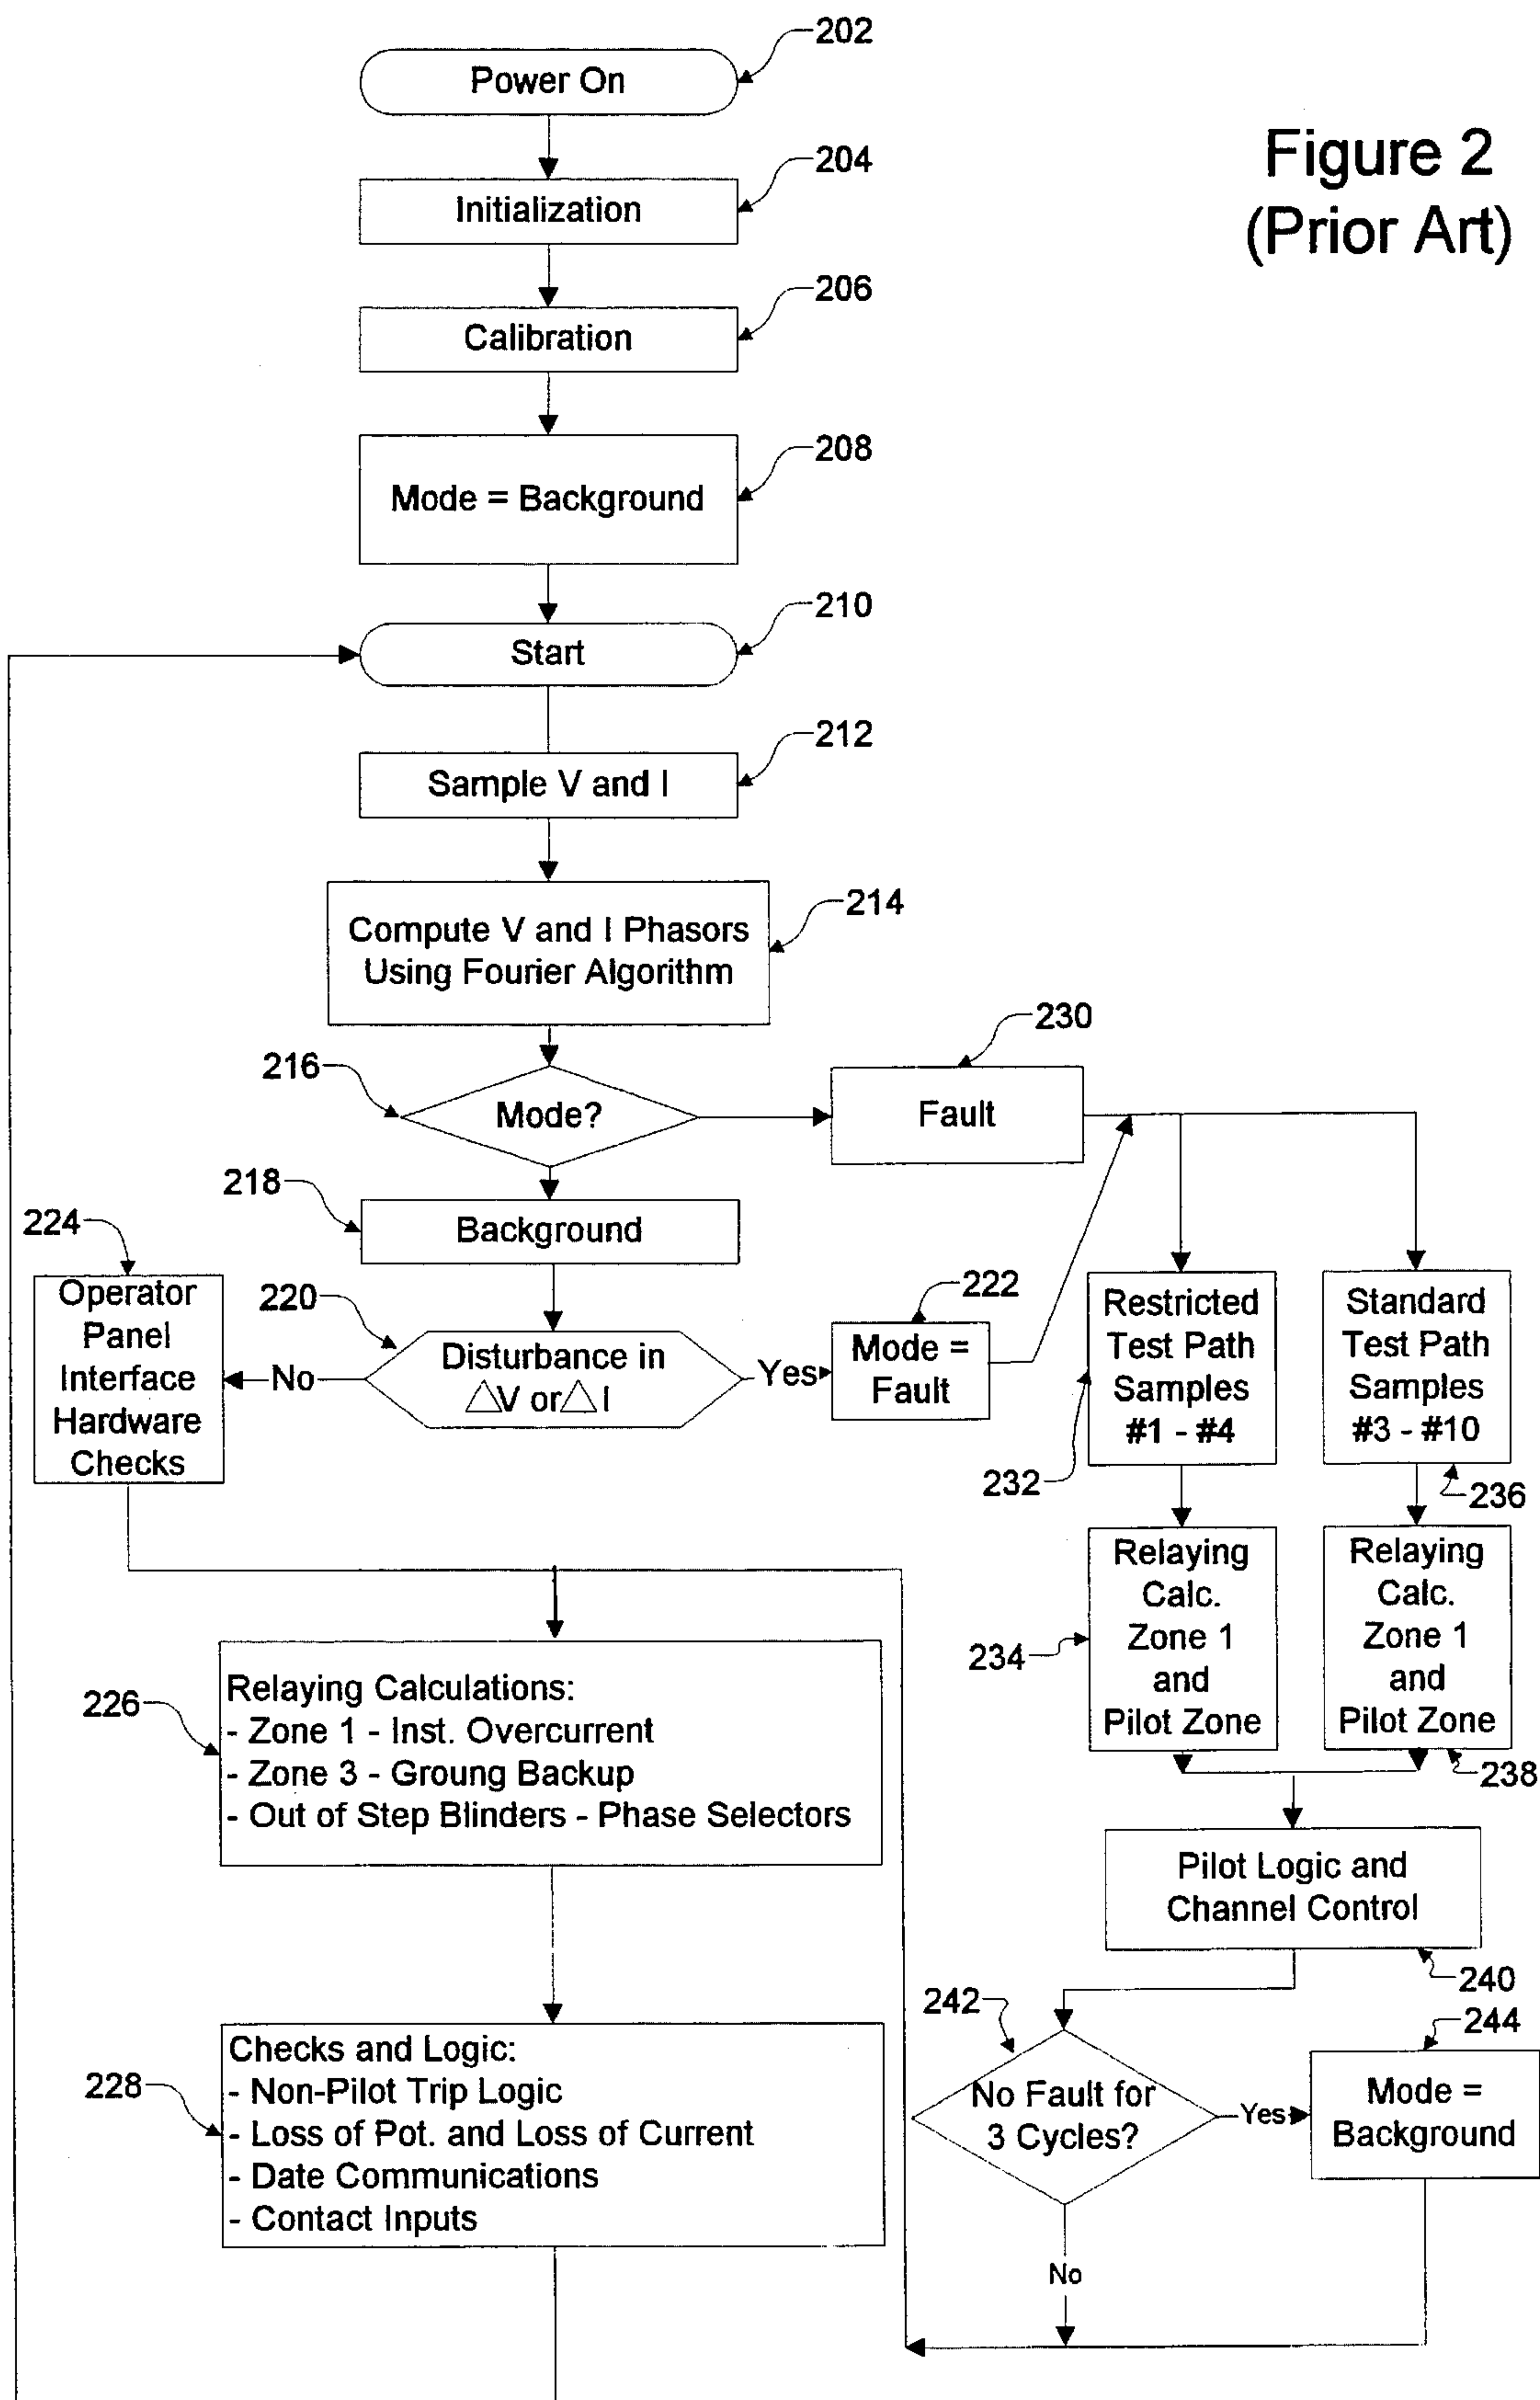 202
Power On
Figure 2
(Prior Art)
204
Initialization
206
Calibration
208
Mode = Background
210
Start
212
Sample V and I
214
Compute V and I Phasors
Using Fourier Algorithm
230
216
Mode?
Fault
218
Background
224
Operator
Panel
Interface
Hardware
Checks
220
Disturbance in
△V or△ I
No
Yes
222
Mode =
Fault
Restricted
Test Path
Samples
#1 - #4
232
Standard
Test Path
Samples
#3 - #10
236
Relaying
Calc.
Zone 1
and
Pilot Zone
234
Relaying
Calc.
Zone 1
and
Pilot Zone
238
226
Relaying Calculations:
- Zone 1 - Inst. Overcurrent
- Zone 3 - Groung Backup
- Out of Step Blinders - Phase Selectors
Pilot Logic and
Channel Control
240
242
244
No Fault for
3 Cycles?
Yes
Mode =
Background
No
228
Checks and Logic:
- Non-Pilot Trip Logic
- Loss of Pot. and Loss of Current
- Date Communications
- Contact Inputs